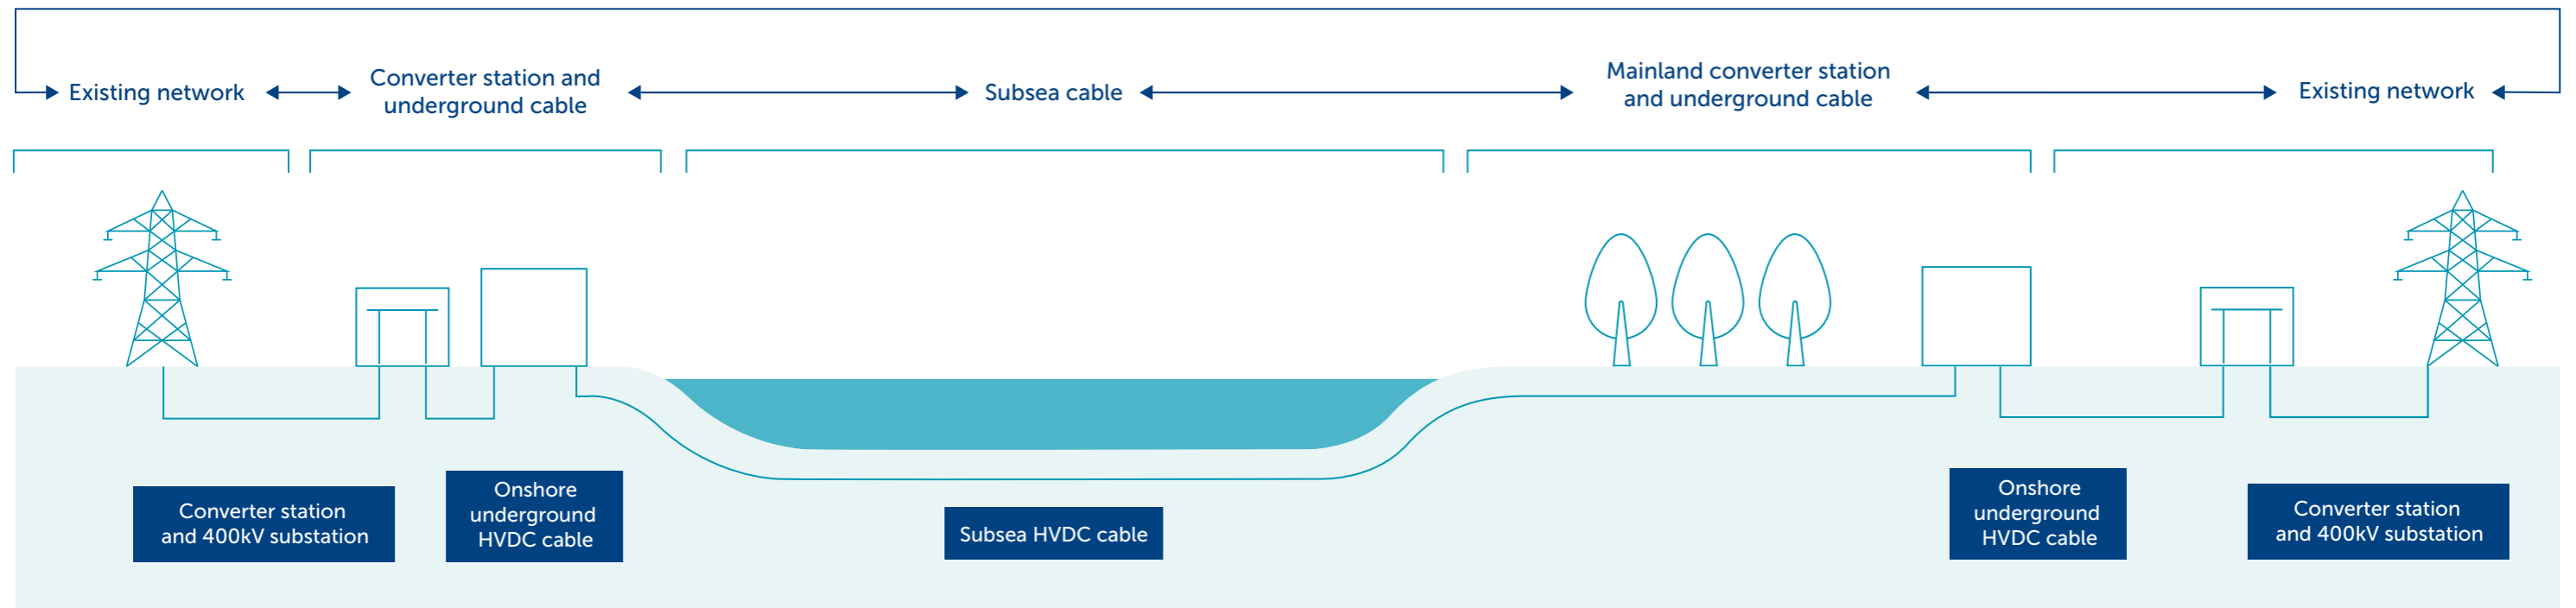 Existing network
Converter station and
underground cable
Subsea cable
Mainland converter station
and underground cable
Existing network
Converter station
and 400kV substation
Onshore
underground
HVDC cable
Subsea HVDC cable
Onshore
underground
HVDC cable
Converter station
and 400kV substation